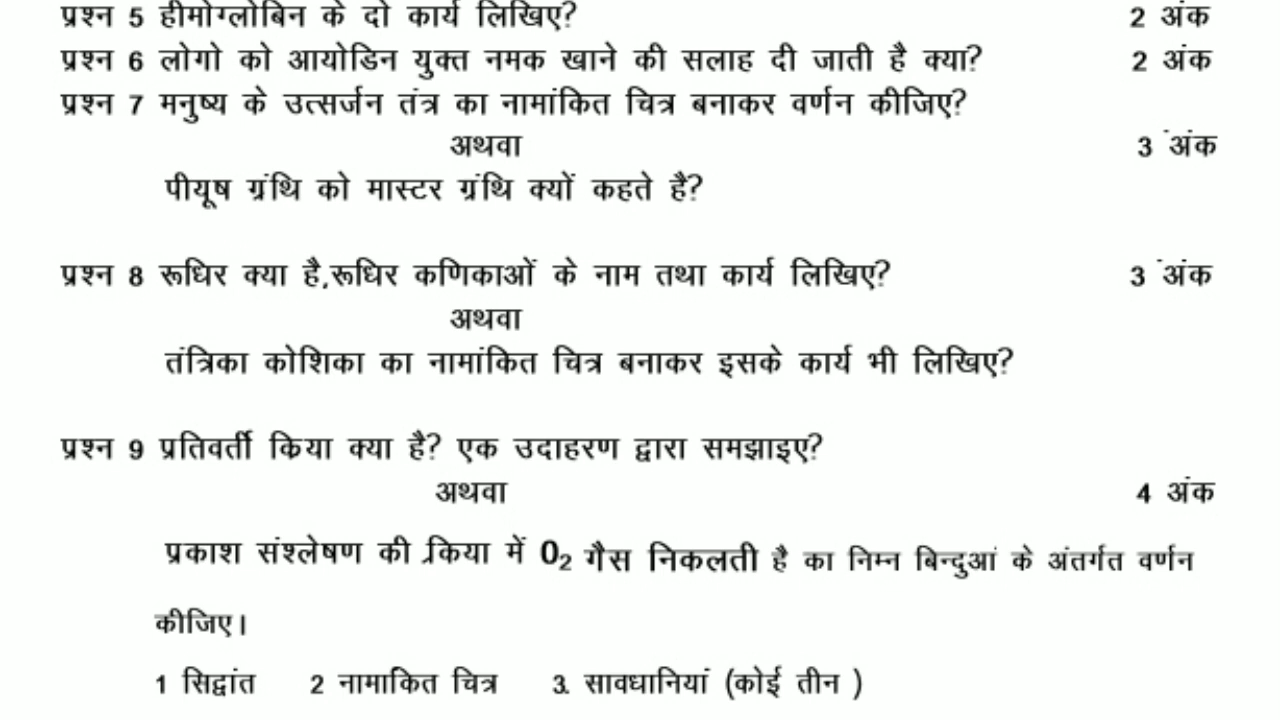 प्रश्न 5 हीमोग्लोबिन के दो कार्य लिखिए? 2 अंक
प्रश्न 6 लोगो को आयोडिन युक्त नमक खाने की सलाह दी जाती है क्या? 2 अंक
प्रश्न 7 मनुष्य के उत्सर्जन तंत्र का नामांकित चित्र बनाकर वर्णन कीजिए?
अथवा 3 अंक
पीयूष ग्रंथि को मास्टर ग्रंथि क्यों कहते है?
प्रश्न 8 रूधिर क्या है,रूधिर कणिकाओं के नाम तथा कार्य लिखिए? 3 अंक
अथवा
तंत्रिका कोशिका का नामांकित चित्र बनाकर इसके कार्य भी लिखिए?
प्रश्न 9 प्रतिवर्ती किया क्या है? एक उदाहरण द्वारा समझाइए?
अथवा 4 अंक
प्रकाश संश्लेषण की किया में O₂ गैस निकलती है का निम्न बिन्दुआं के अंतर्गत वर्णन
कीजिए।
1 सिद्वांत 2 नामाकित चित्र 3. सावधानियां (कोई तीन )